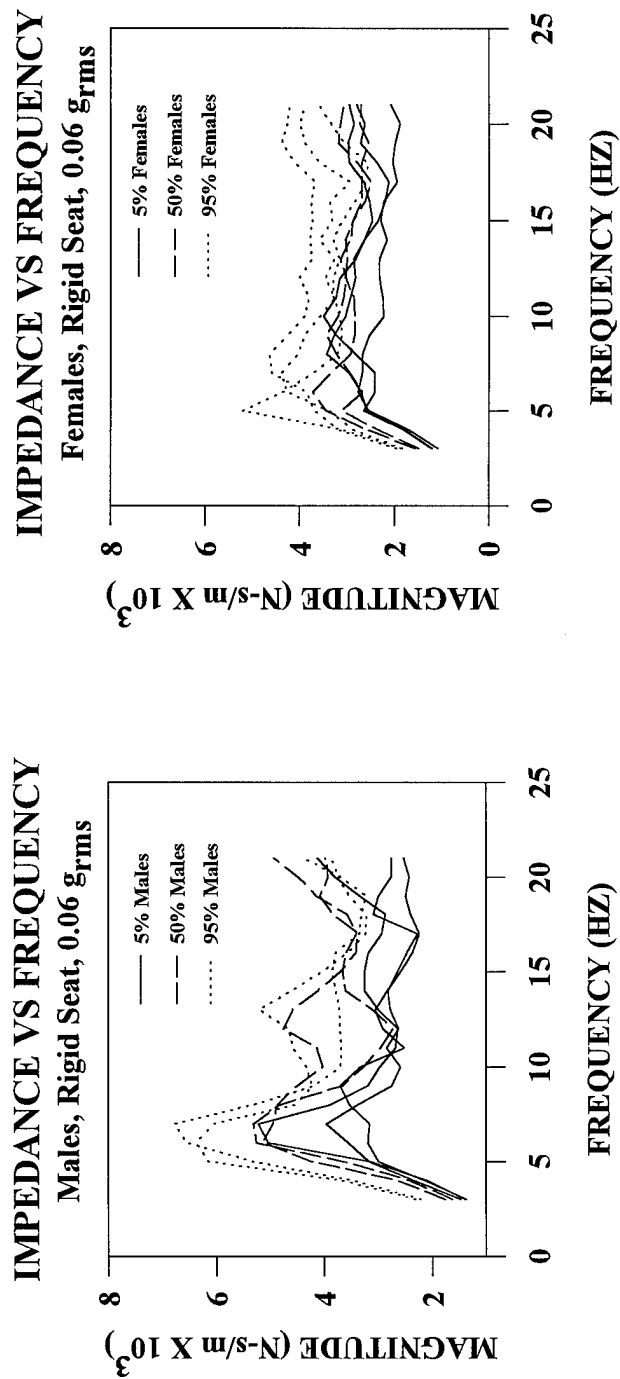 IMPEDANCE VS FREQUENCY
Males, Rigid Seat, 0.06 grms
5% Males
50% Males
95% Males
8
6
4
2
0
5
10
15
20
25
MAGNITUDE (N-s/m X 10³)
FREQUENCY (HZ)
IMPEDANCE VS FREQUENCY
Females, Rigid Seat, 0.06 grms
5% Females
50% Females
95% Females
8
6
4
2
0
0
5
10
15
20
25
MAGNITUDE (N-s/m X 10³)
FREQUENCY (HZ)